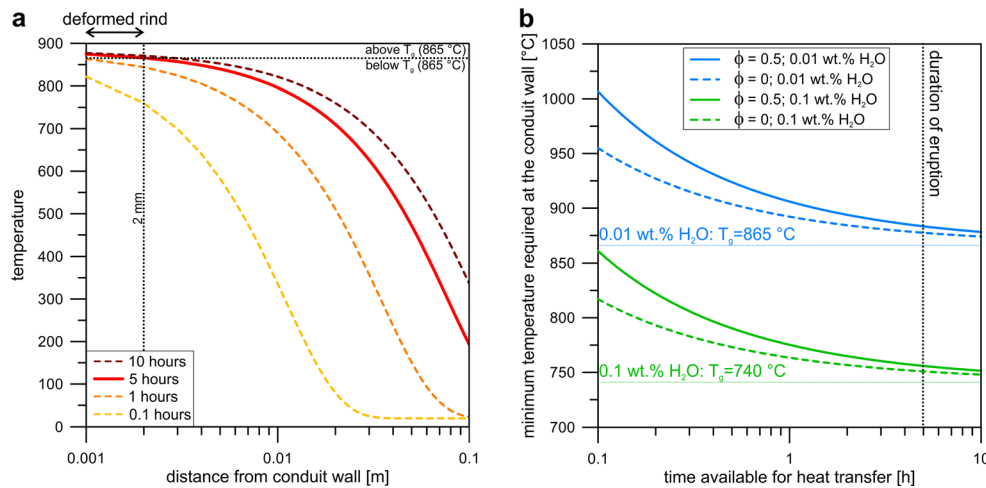 a
deformed rind
900
800
700
600
500
400
300
200
100
0
temperature
above Tg (865 °C)
below Tg (865 °C)
2 mm
10 hours
5 hours
1 hours
0.1 hours
0.001
0.01
0.1
distance from conduit wall [m]
b
1050
1000
950
900
850
800
750
700
minimum temperature required at the conduit wall [°C]
ϕ = 0.5; 0.01 wt.% H2O
ϕ = 0; 0.01 wt.% H2O
ϕ = 0.5; 0.1 wt.% H2O
ϕ = 0; 0.1 wt.% H2O
duration of eruption
0.01 wt.% H2O: Tg=865 °C
0.1 wt.% H2O: Tg=740 °C
0.1
1
10
time available for heat transfer [h]